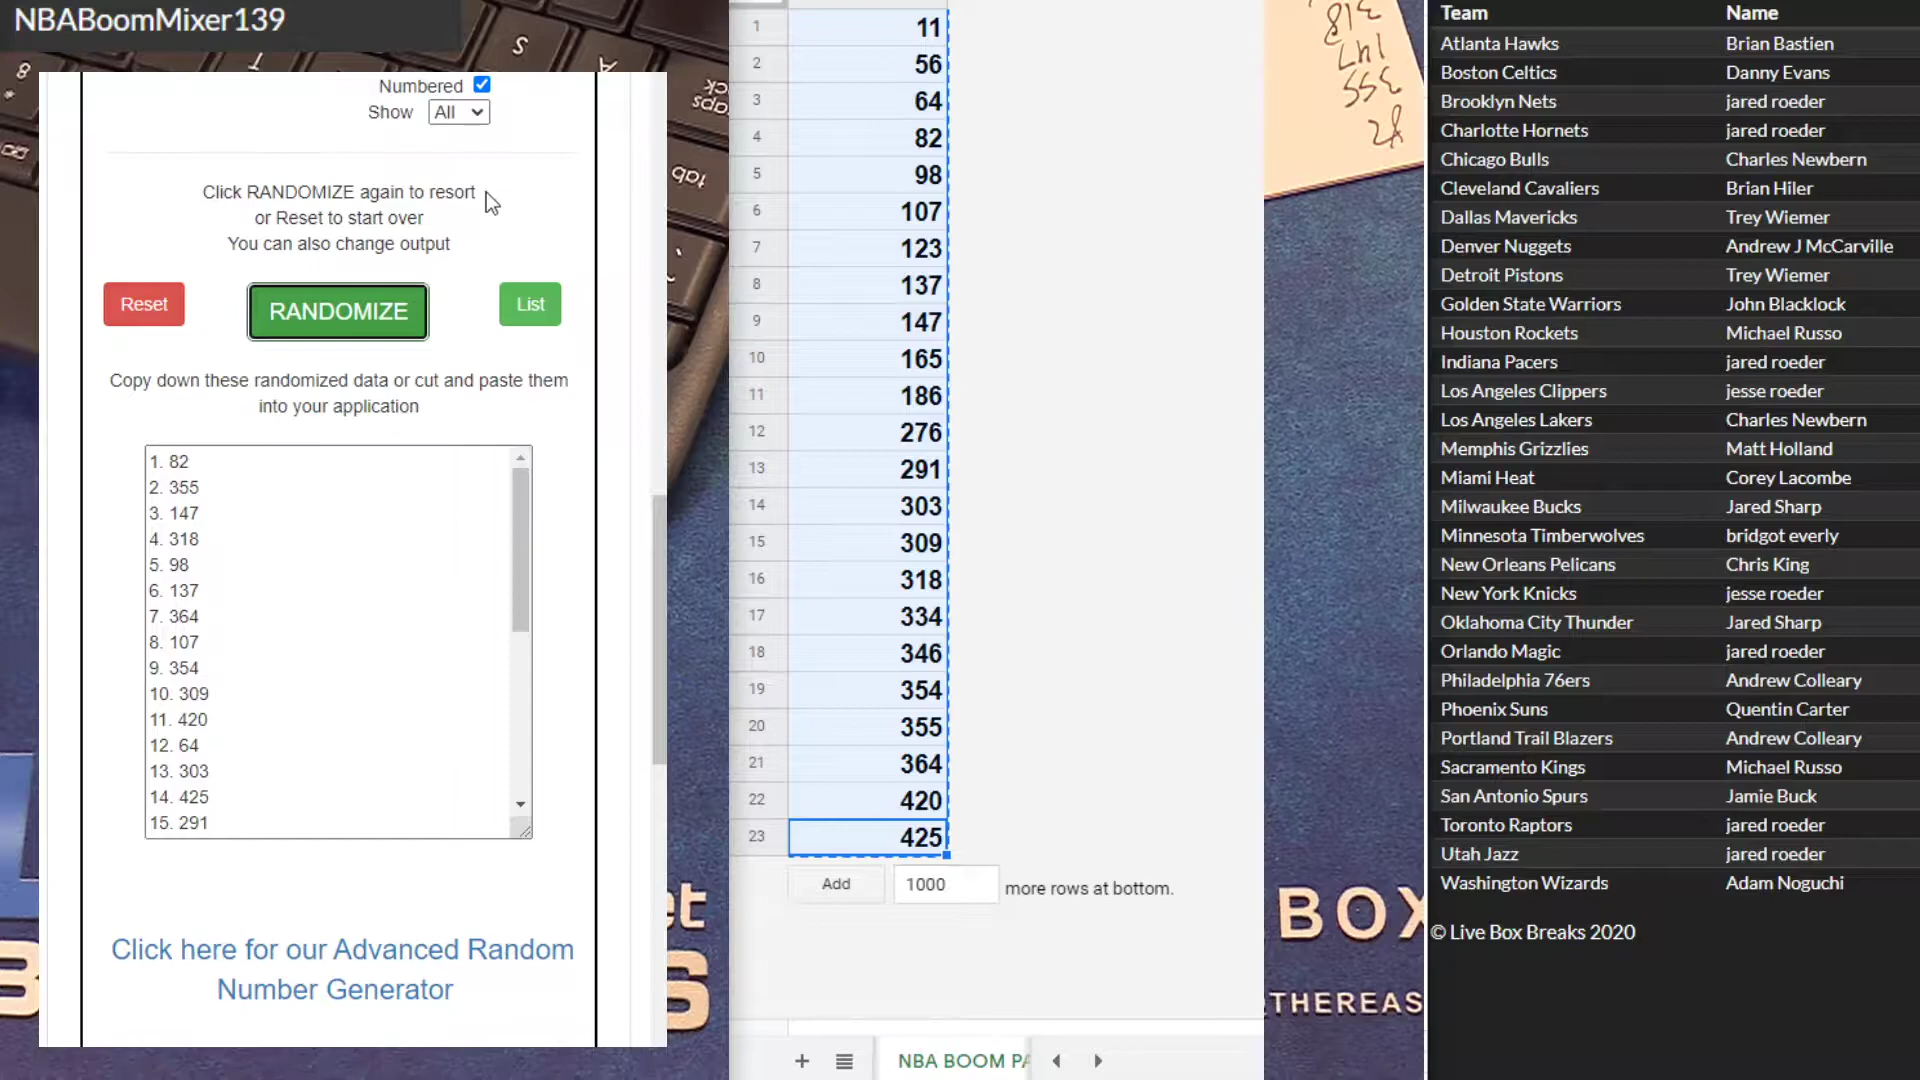 NBABoomMixer139
Numbered
Show All
Click RANDOMIZE again to resort
or Reset to start over
You can also change output
Reset
RANDOMIZE
List
Copy down these randomized data or cut and paste them
into your application
1. 82
2. 355
3. 147
4. 318
5. 98
6. 137
7. 364
8. 107
9. 354
10. 309
11. 420
12. 64
13. 303
14. 425
15. 291
Click here for our Advanced Random
Number Generator
1 11
2 56
3 64
4 82
5 98
6 107
7 123
8 137
9 147
10 165
11 186
12 276
13 291
14 303
15 309
16 318
17 334
18 346
19 354
20 355
21 364
22 420
23 425
Add 1000 more rows at bottom.
NBA BOOM PA
318
147
355
82
BOX
THEREAS
Team Name
Atlanta Hawks Brian Bastien
Boston Celtics Danny Evans
Brooklyn Nets jared roeder
Charlotte Hornets jared roeder
Chicago Bulls Charles Newbern
Cleveland Cavaliers Brian Hiler
Dallas Mavericks Trey Wiemer
Denver Nuggets Andrew J McCarville
Detroit Pistons Trey Wiemer
Golden State Warriors John Blacklock
Houston Rockets Michael Russo
Indiana Pacers jared roeder
Los Angeles Clippers jesse roeder
Los Angeles Lakers Charles Newbern
Memphis Grizzlies Matt Holland
Miami Heat Corey Lacombe
Milwaukee Bucks Jared Sharp
Minnesota Timberwolves bridgot everly
New Orleans Pelicans Chris King
New York Knicks jesse roeder
Oklahoma City Thunder Jared Sharp
Orlando Magic jared roeder
Philadelphia 76ers Andrew Colleary
Phoenix Suns Quentin Carter
Portland Trail Blazers Andrew Colleary
Sacramento Kings Michael Russo
San Antonio Spurs Jamie Buck
Toronto Raptors jared roeder
Utah Jazz jared roeder
Washington Wizards Adam Noguchi
© Live Box Breaks 2020